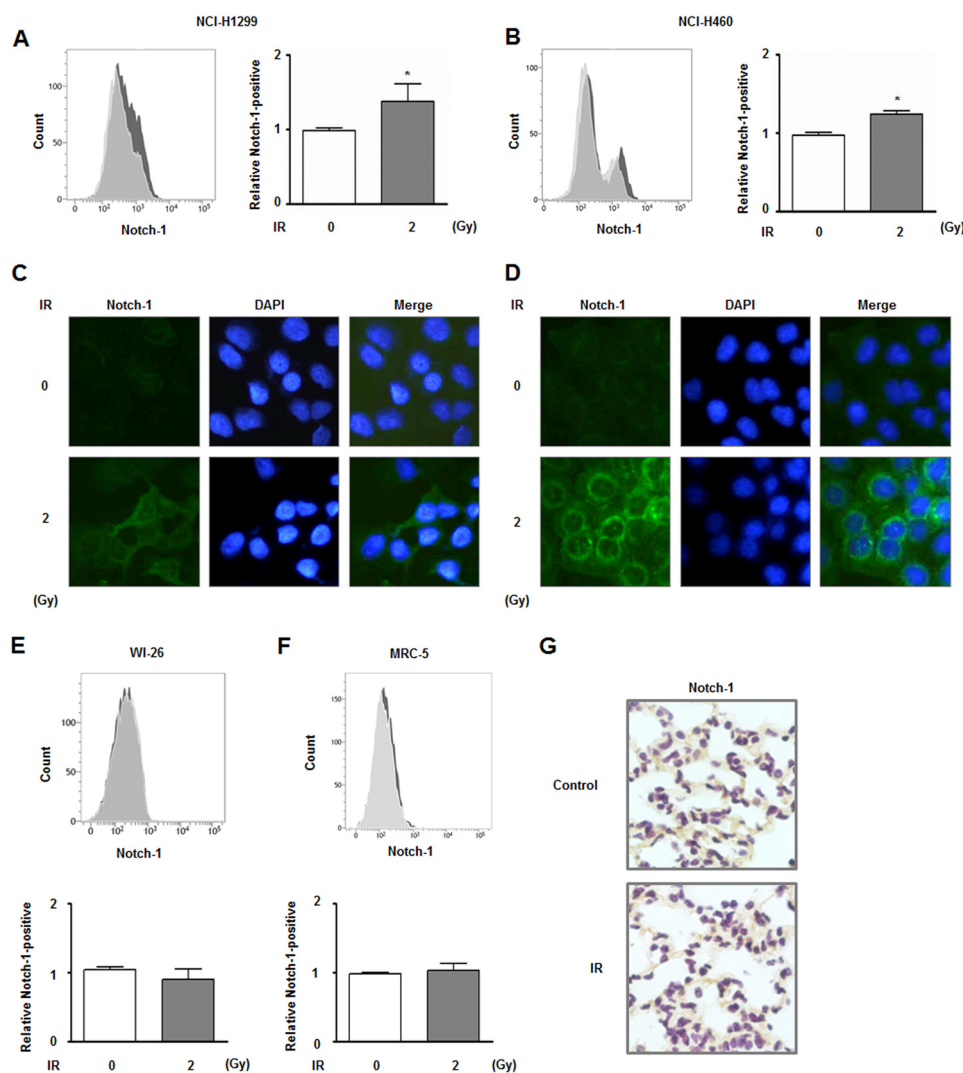 NCI-H1299
NCI-H460
A
Count
100
50
0
0 10² 10³ 10⁴ 10⁵
Notch-1
Relative Notch-1-positive
2
1
0
*
IR 0 2 (Gy)
B
Count
100
50
0
0 10² 10³ 10⁴ 10⁵
Notch-1
Relative Notch-1-positive
2
1
0
*
IR 0 2 (Gy)
C
IR Notch-1 DAPI Merge
0
2
(Gy)
D
IR Notch-1 DAPI Merge
0
2
(Gy)
E
WI-26
Count
100
50
0
0 10² 10³ 10⁴ 10⁵
Notch-1
Relative Notch-1-positive
2
1
0
IR 0 2 (Gy)
F
MRC-5
Count
150
100
50
0
0 10² 10³ 10⁴ 10⁵
Notch-1
Relative Notch-1-positive
2
1
0
IR 0 2 (Gy)
G
Notch-1
Control
IR